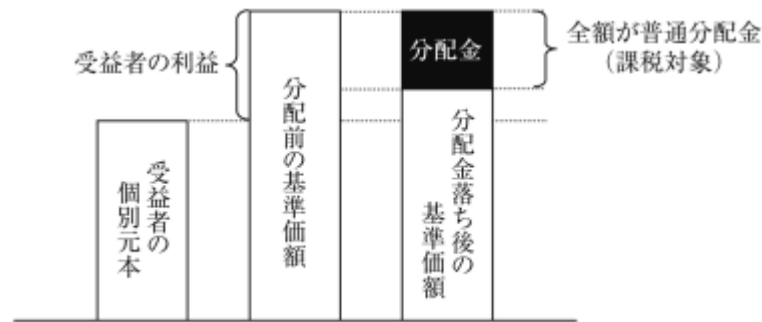 受益者の利益
分配金
全額が普通分配金
（課税対象）
受益者の
個別元本
分配前の基準価額
分配金落ち後の
基準価額